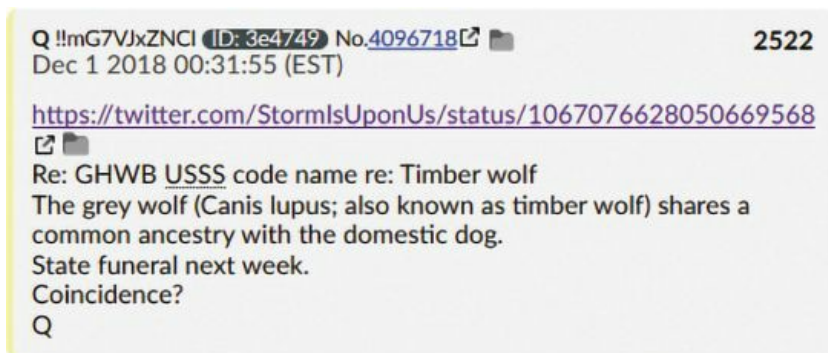 Q !!mG7VJxZNCI ID: 3e4749 No.4096718 2522
Dec 1 2018 00:31:55 (EST)
https://twitter.com/StormIsUponUs/status/1067076628050669568
Re: GHWB USSS code name re: Timber wolf
The grey wolf (Canis lupus; also known as timber wolf) shares a
common ancestry with the domestic dog.
State funeral next week.
Coincidence?
Q